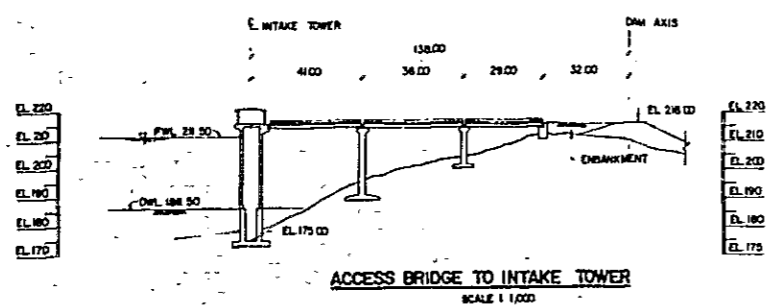 ℄ INTAKE TOWER
DAM AXIS
138.00
41.00 36.00 29.00 32.00
EL 220
EL 210
EL 200
EL 190
EL 180
EL 170
FWL 211.50
EL 216.00
EMBANKMENT
EL 175.00
EL 220
EL 210
EL 200
EL 190
EL 180
EL 175
ACCESS BRIDGE TO INTAKE TOWER
SCALE 1:1,000